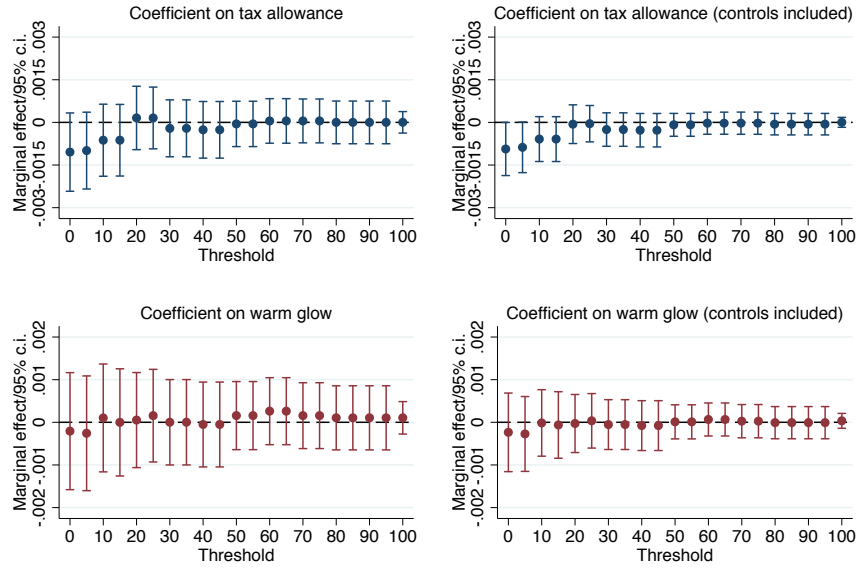 Coefficient on tax allowance
Marginal effect/95% c.i.
.003
.0015
0
-.0015
-.003
0 10 20 30 40 50 60 70 80 90 100
Threshold
Coefficient on tax allowance (controls included)
Marginal effect/95% c.i.
.003
.0015
0
-.0015
-.003
0 10 20 30 40 50 60 70 80 90 100
Threshold
Coefficient on warm glow
Marginal effect/95% c.i.
.002
.001
0
-.001
-.002
0 10 20 30 40 50 60 70 80 90 100
Threshold
Coefficient on warm glow (controls included)
Marginal effect/95% c.i.
.002
.001
0
-.001
-.002
0 10 20 30 40 50 60 70 80 90 100
Threshold